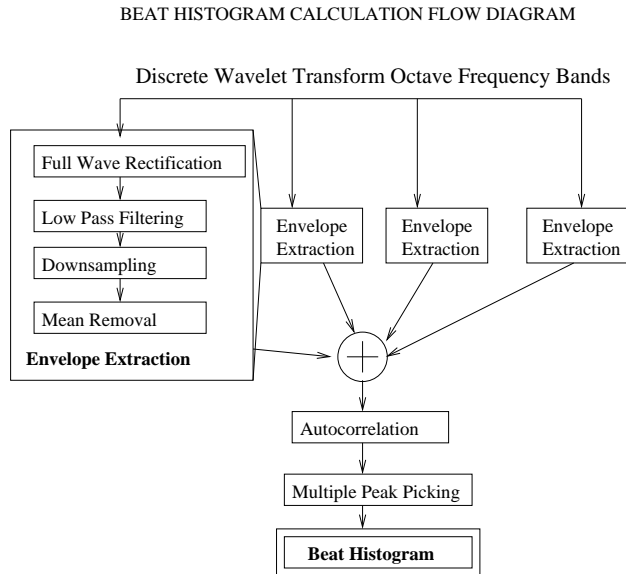 BEAT HISTOGRAM CALCULATION FLOW DIAGRAM
Discrete Wavelet Transform Octave Frequency Bands
Full Wave Rectification
Low Pass Filtering
Downsampling
Mean Removal
Envelope Extraction
Envelope
Extraction
Envelope
Extraction
Envelope
Extraction
Autocorrelation
Multiple Peak Picking
Beat Histogram